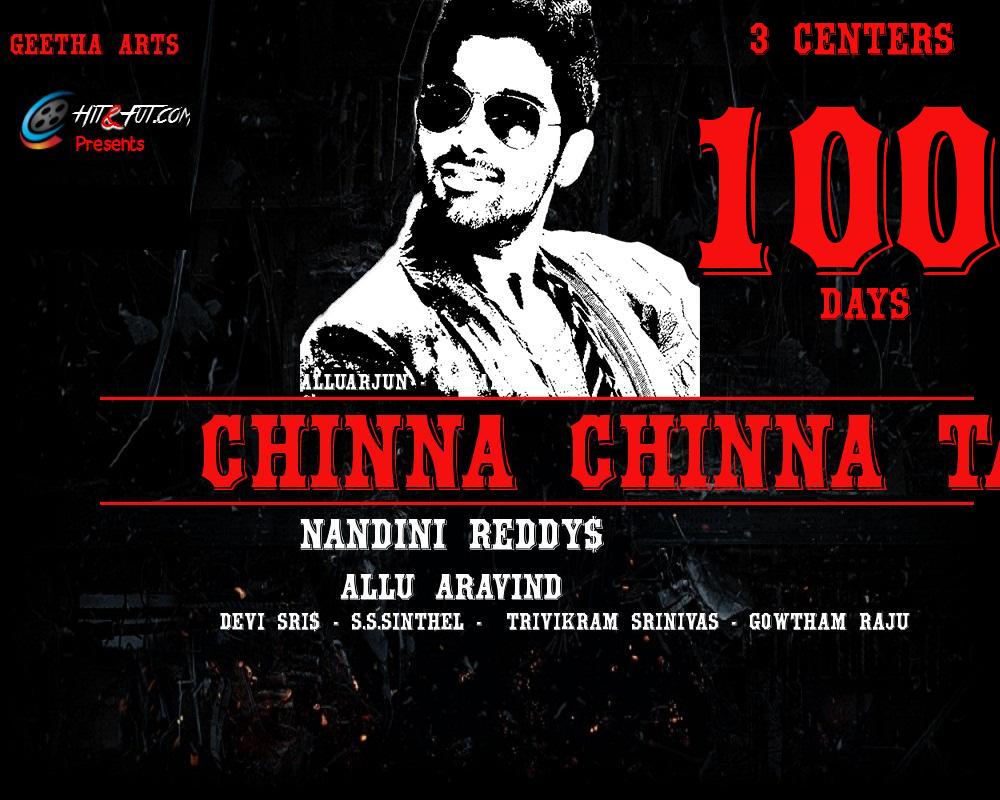 GEETHA ARTS
3 CENTERS
HIT&FUT.COM
Presents
100
DAYS
ALLUARJUN -
CHINNA CHINNA TA
NANDINI REDDY$
ALLU ARAVIND
DEVI SRI$ - S.S.SINTHEL - TRIVIKRAM SRINIVAS - GOWTHAM RAJU